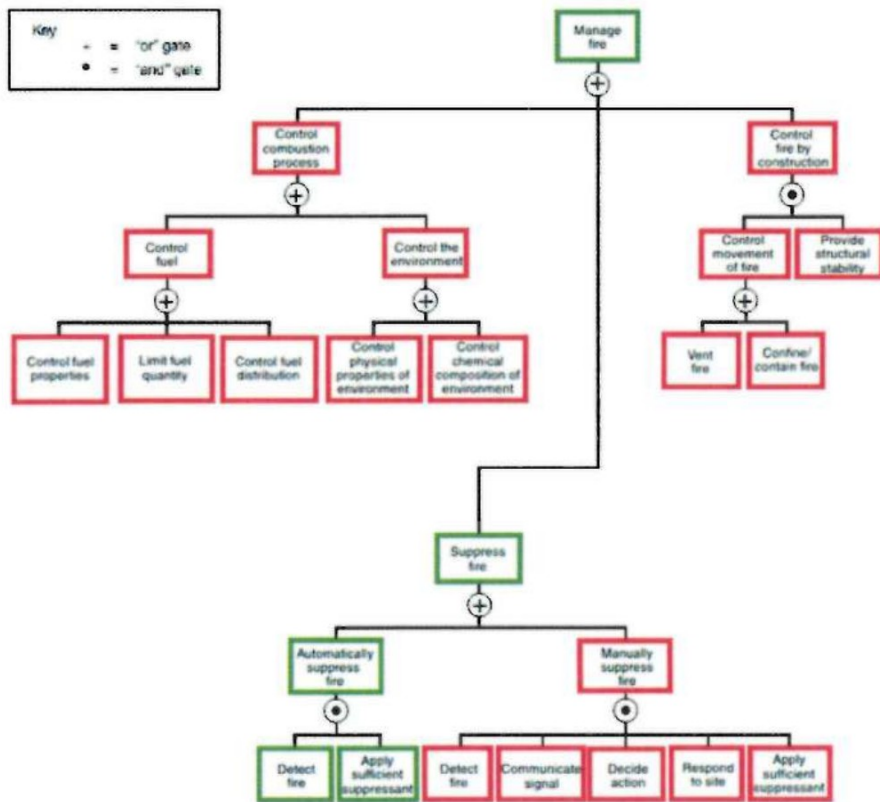 Key
- = "or" gate
• = "and" gate
Manage
fire
Control
combustion
process
Control
fire by
construction
Control
fuel
Control the
environment
Control
movement
of fire
Provide
structural
stability
Control fuel
properties
Limit fuel
quantity
Control fuel
distribution
Control
physical
properties of
environment
Control
chemical
composition of
environment
Vent
fire
Confine/
contain fire
Suppress
fire
Automatically
suppress
fire
Manually
suppress
fire
Detect
fire
Apply
sufficient
suppressant
Detect
fire
Communicate
signal
Decide
action
Respond
to site
Apply
sufficient
suppressant